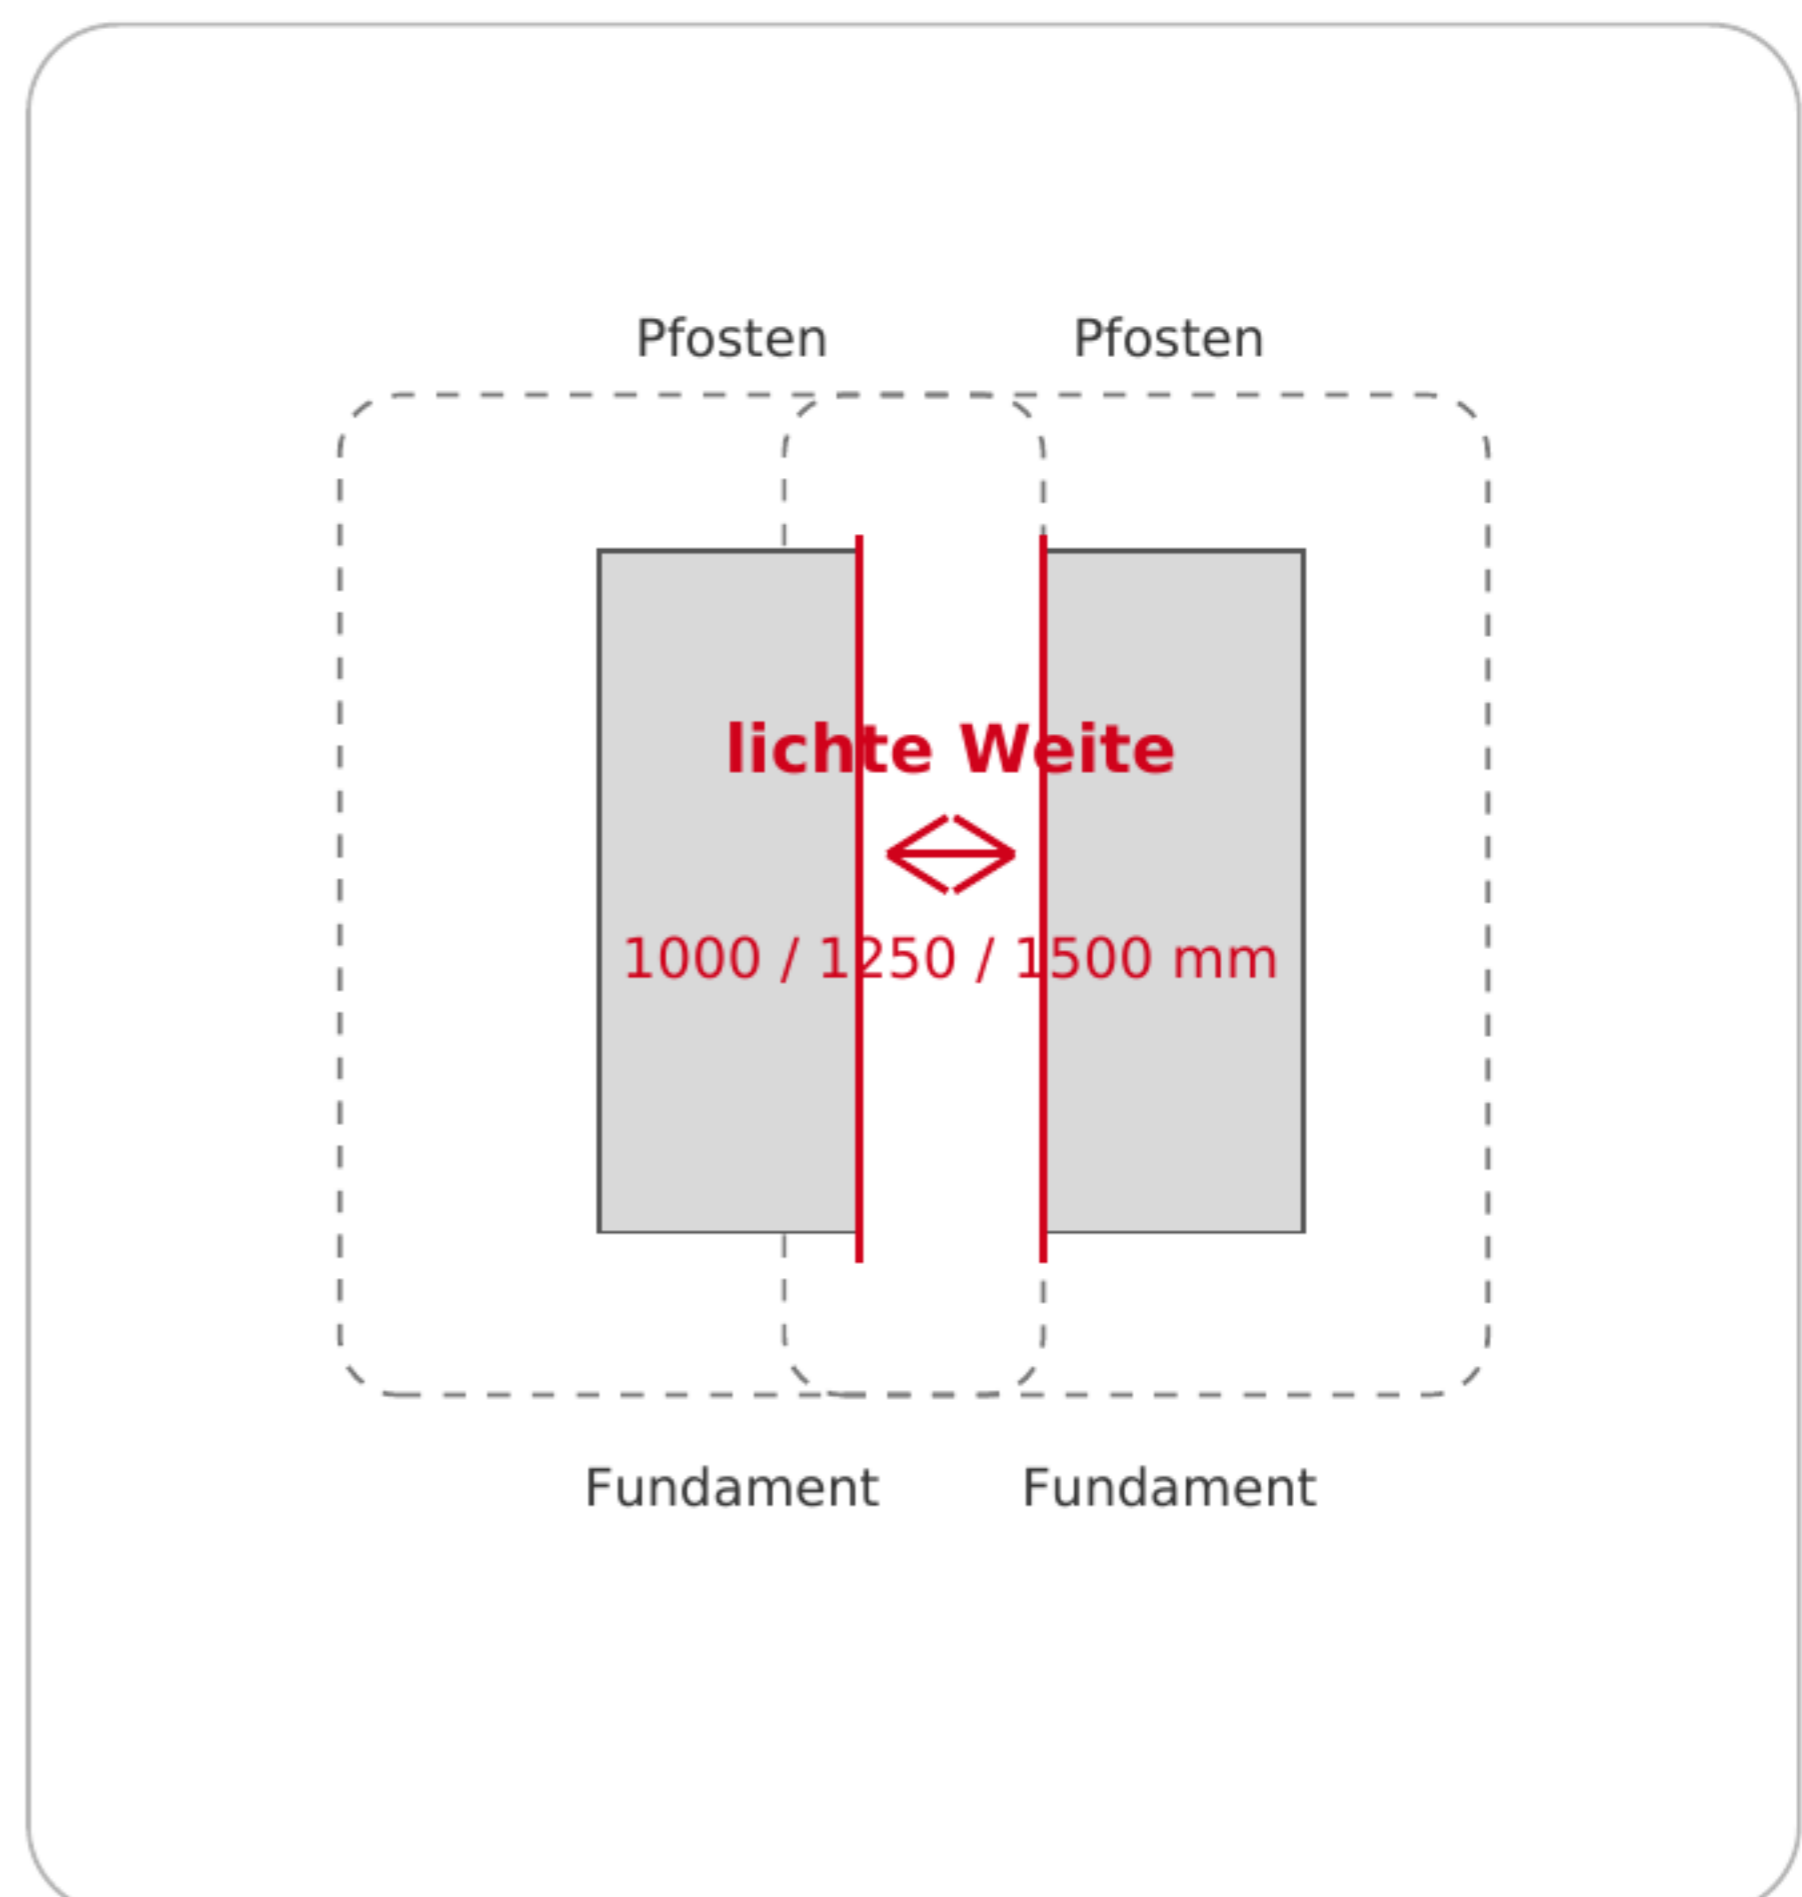 Pfosten Pfosten
lichte Weite
1000 / 1250 / 1500 mm
Fundament Fundament